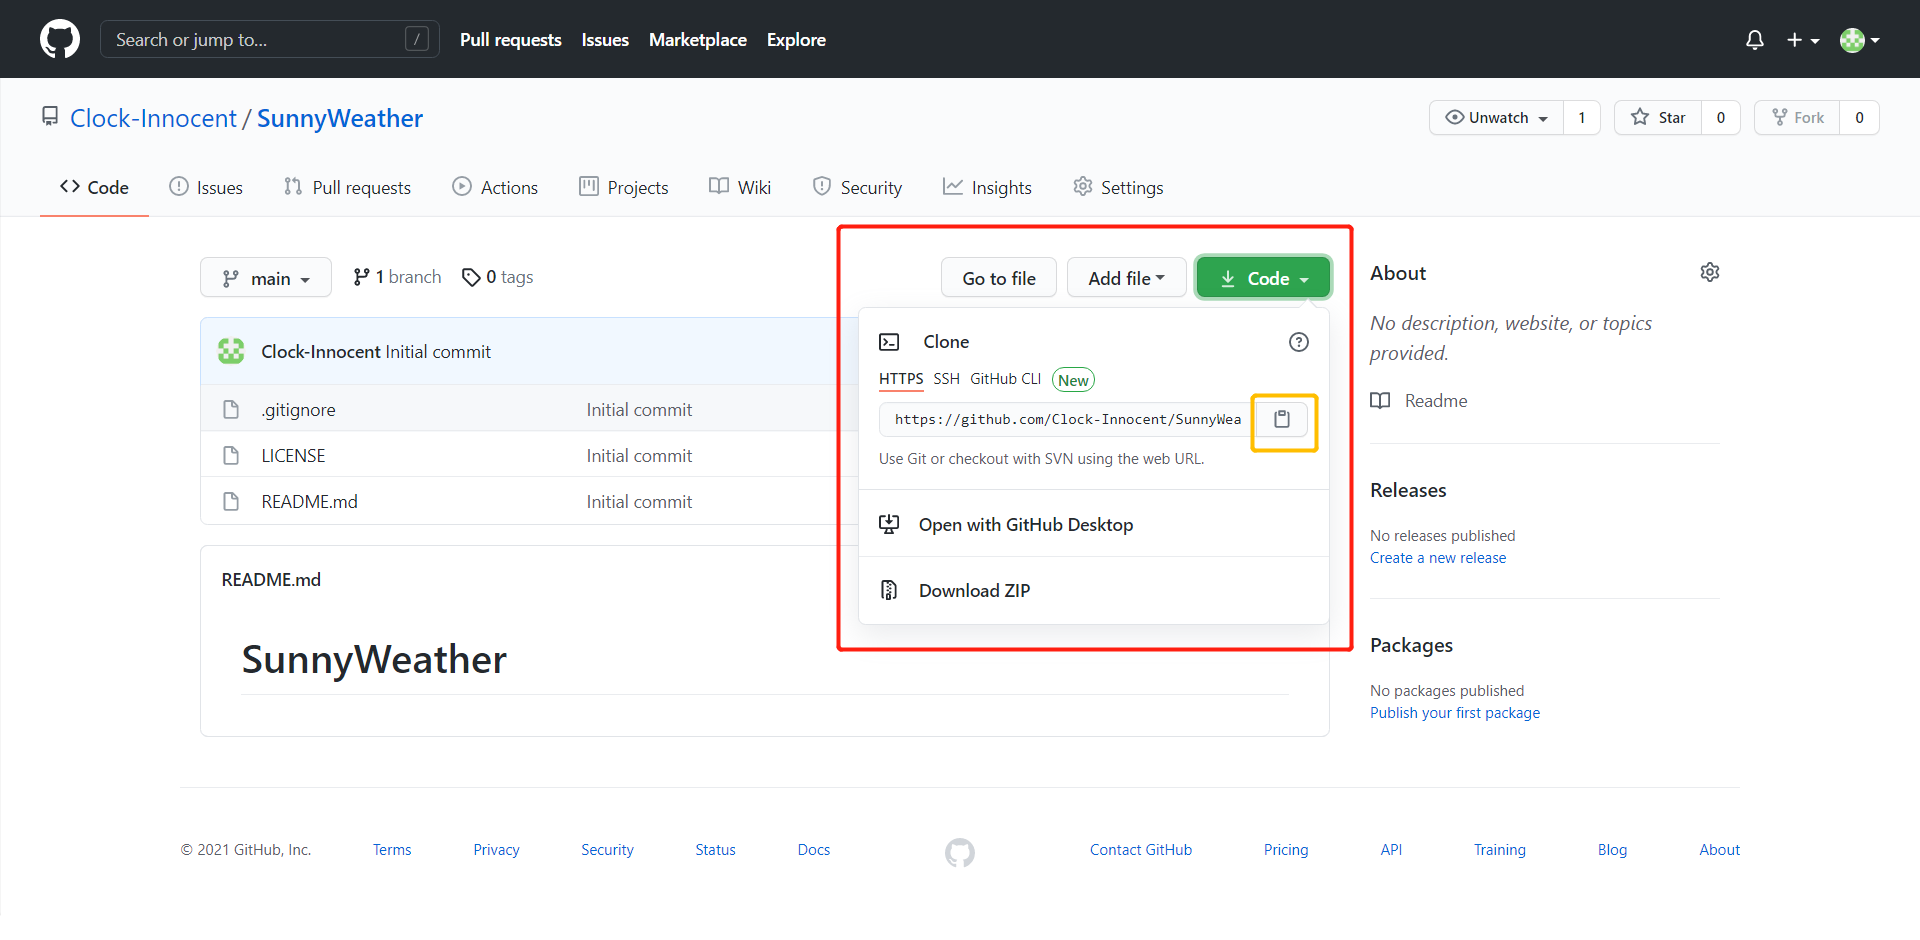 Search or jump to... / Pull requests Issues Marketplace Explore
Clock-Innocent / SunnyWeather Unwatch 1 Star 0 Fork 0
Code Issues Pull requests Actions Projects Wiki Security Insights Settings
main 1 branch 0 tags Go to file Add file Code
Clock-Innocent Initial commit
.gitignore Initial commit
LICENSE Initial commit
README.md Initial commit
Clone
HTTPS SSH GitHub CLI New
https://github.com/Clock-Innocent/SunnyWea
Use Git or checkout with SVN using the web URL.
Open with GitHub Desktop
Download ZIP
README.md
SunnyWeather
About
No description, website, or topics
provided.
Readme
Releases
No releases published
Create a new release
Packages
No packages published
Publish your first package
© 2021 GitHub, Inc. Terms Privacy Security Status Docs Contact GitHub Pricing API Training Blog About